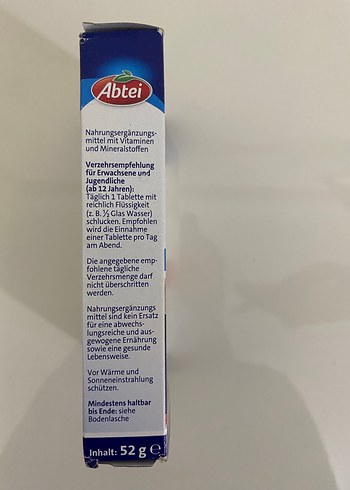 Abtei
Nahrungsergänzungs-
mittel mit Vitaminen
und Mineralstoffen
Verzehrsempfehlung
für Erwachsene und
Jugendliche
(ab 12 Jahren):
Täglich 1 Tablette mit
reichlich Flüssigkeit
(z. B. ½ Glas Wasser)
schlucken. Empfohlen
wird die Einnahme
einer Tablette pro Tag
am Abend.
Die angegebene emp-
fohlene tägliche
Verzehrsmenge darf
nicht überschritten
werden.
Nahrungsergänzungs
mittel sind kein Ersatz
für eine abwechs-
lungsreiche und aus-
gewogene Ernährung
sowie eine gesunde
Lebensweise.
Vor Wärme und
Sonneneinstrahlung
schützen.
Mindestens haltbar
bis Ende: siehe
Bodenlasche
Inhalt: 52 g ℮